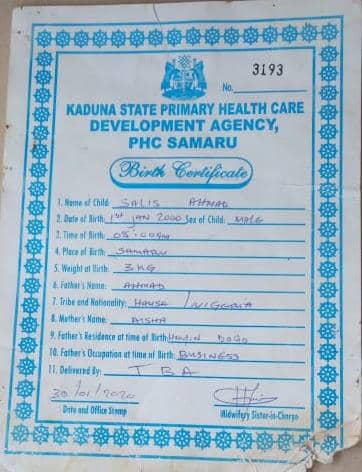 No. 3193
KADUNA STATE PRIMARY HEALTH CARE
DEVELOPMENT AGENCY,
PHC SAMARU
Birth Certificate
1. Name of Child: SALIS AHMAD
2. Date of Birth: 1st JAN 2000 Sex of Child: MALE
2. Time of Birth: 05:00am
4. Place of Birth: SAMARU
5. Weight at Birth: 3KG
6. Father's Name: AHMAD
7. Tribe and Nationality: HAUSA / NIGERIA
8. Mother's Name: AISHA
9. Father's Residence at time of Birth: HAYIN DOGO
10. Father's Occupation at time of Birth: BUSINESS
11. Delivered By: T B A
30/01/2020
Date and Office Stamp
Midwifery Sister-in-Charge